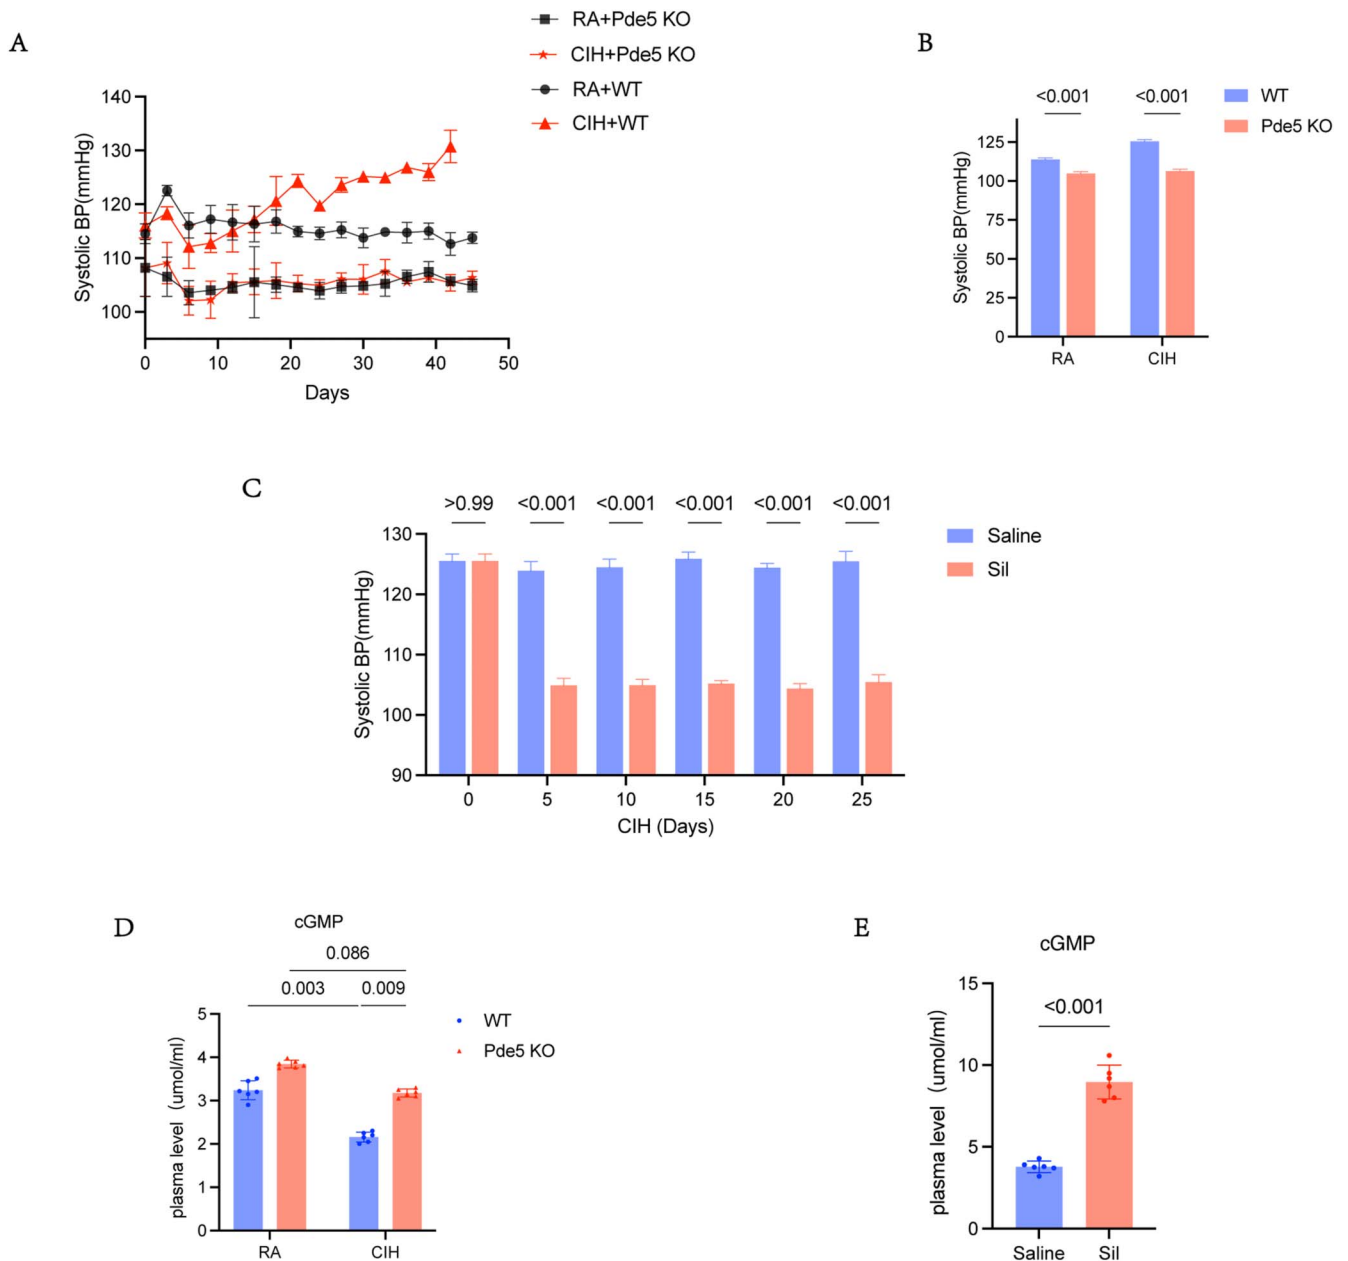 A
RA+Pde5 KO
CIH+Pde5 KO
RA+WT
CIH+WT
Systolic BP(mmHg)
140
130
120
110
100
0 10 20 30 40 50
Days
B
<0.001 <0.001
WT
Pde5 KO
Systolic BP(mmHg)
125
100
75
50
25
0
RA CIH
C
>0.99 <0.001 <0.001 <0.001 <0.001 <0.001
Saline
Sil
Systolic BP(mmHg)
130
120
110
100
90
0 5 10 15 20 25
CIH (Days)
D
cGMP
0.086
0.003 0.009
WT
Pde5 KO
plasma level (umol/ml)
5
4
3
2
1
0
RA CIH
E
cGMP
<0.001
plasma level (umol/ml)
15
10
5
0
Saline Sil